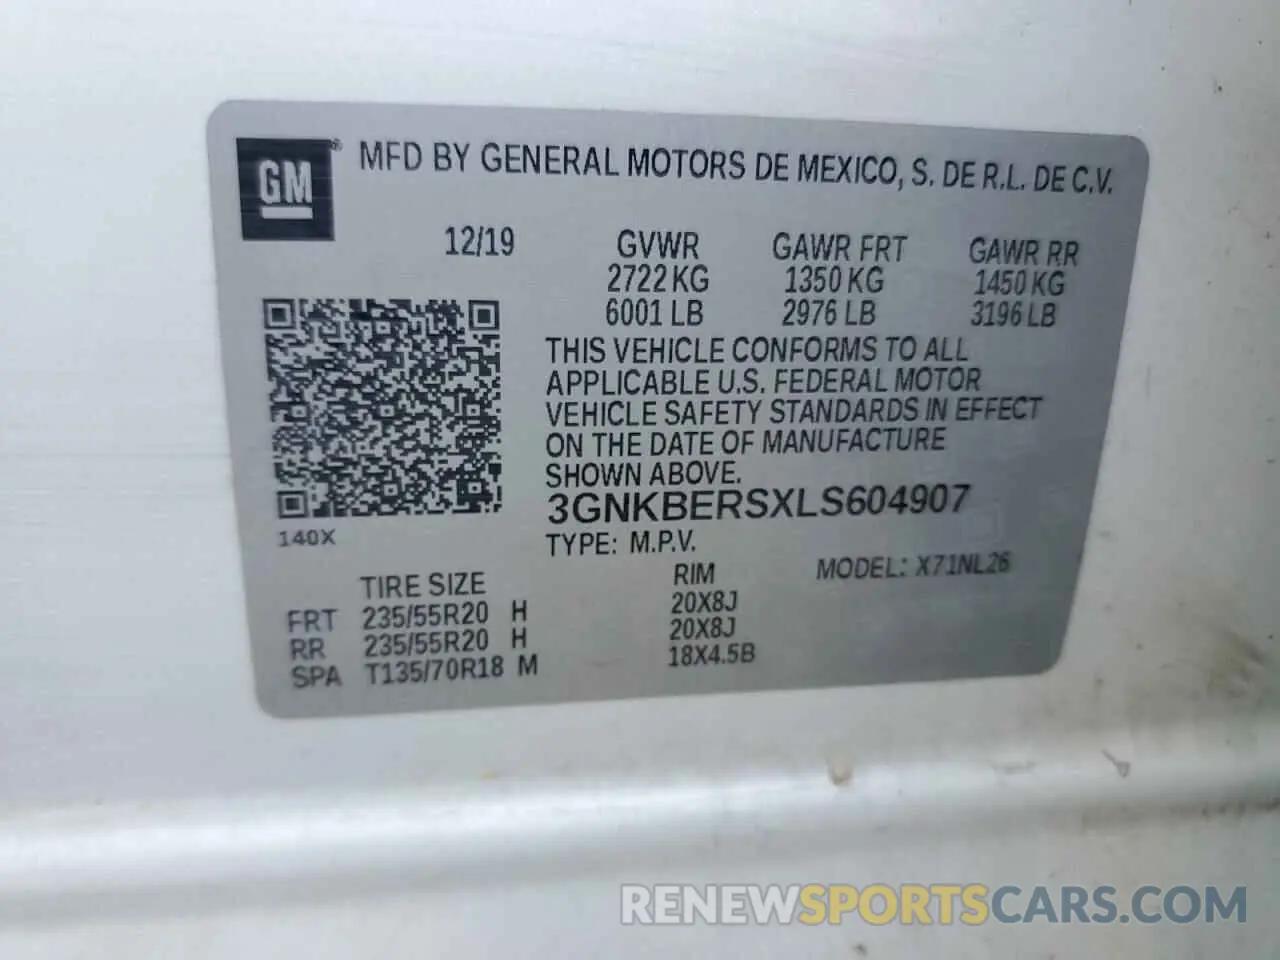 GM ® MFD BY GENERAL MOTORS DE MEXICO, S. DE R.L. DE C.V.
12/19 GVWR GAWR FRT GAWR RR
2722 KG 1350 KG 1450 KG
6001 LB 2976 LB 3196 LB
THIS VEHICLE CONFORMS TO ALL
APPLICABLE U.S. FEDERAL MOTOR
VEHICLE SAFETY STANDARDS IN EFFECT
ON THE DATE OF MANUFACTURE
SHOWN ABOVE.
3GNKBERSXLS604907
140X
TYPE: M.P.V.
MODEL: X71NL26
TIRE SIZE RIM
FRT 235/55R20 H 20X8J
RR 235/55R20 H 20X8J
SPA T135/70R18 M 18X4.5B
RENEWSPORTSCARS.COM